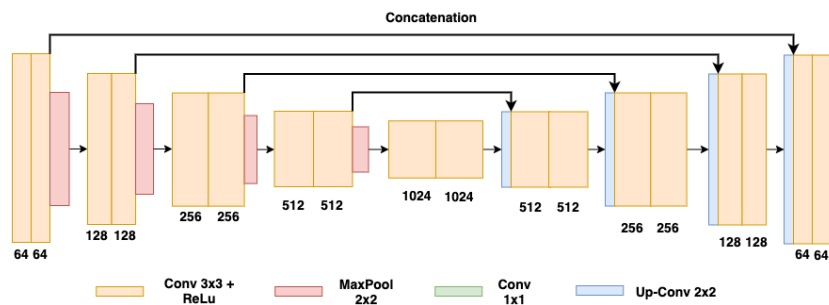 Concatenation
64 64
128 128
256 256
512 512
1024 1024
512 512
256 256
128 128
64 64
Conv 3x3 +
ReLu
MaxPool
2x2
Conv
1x1
Up-Conv 2x2